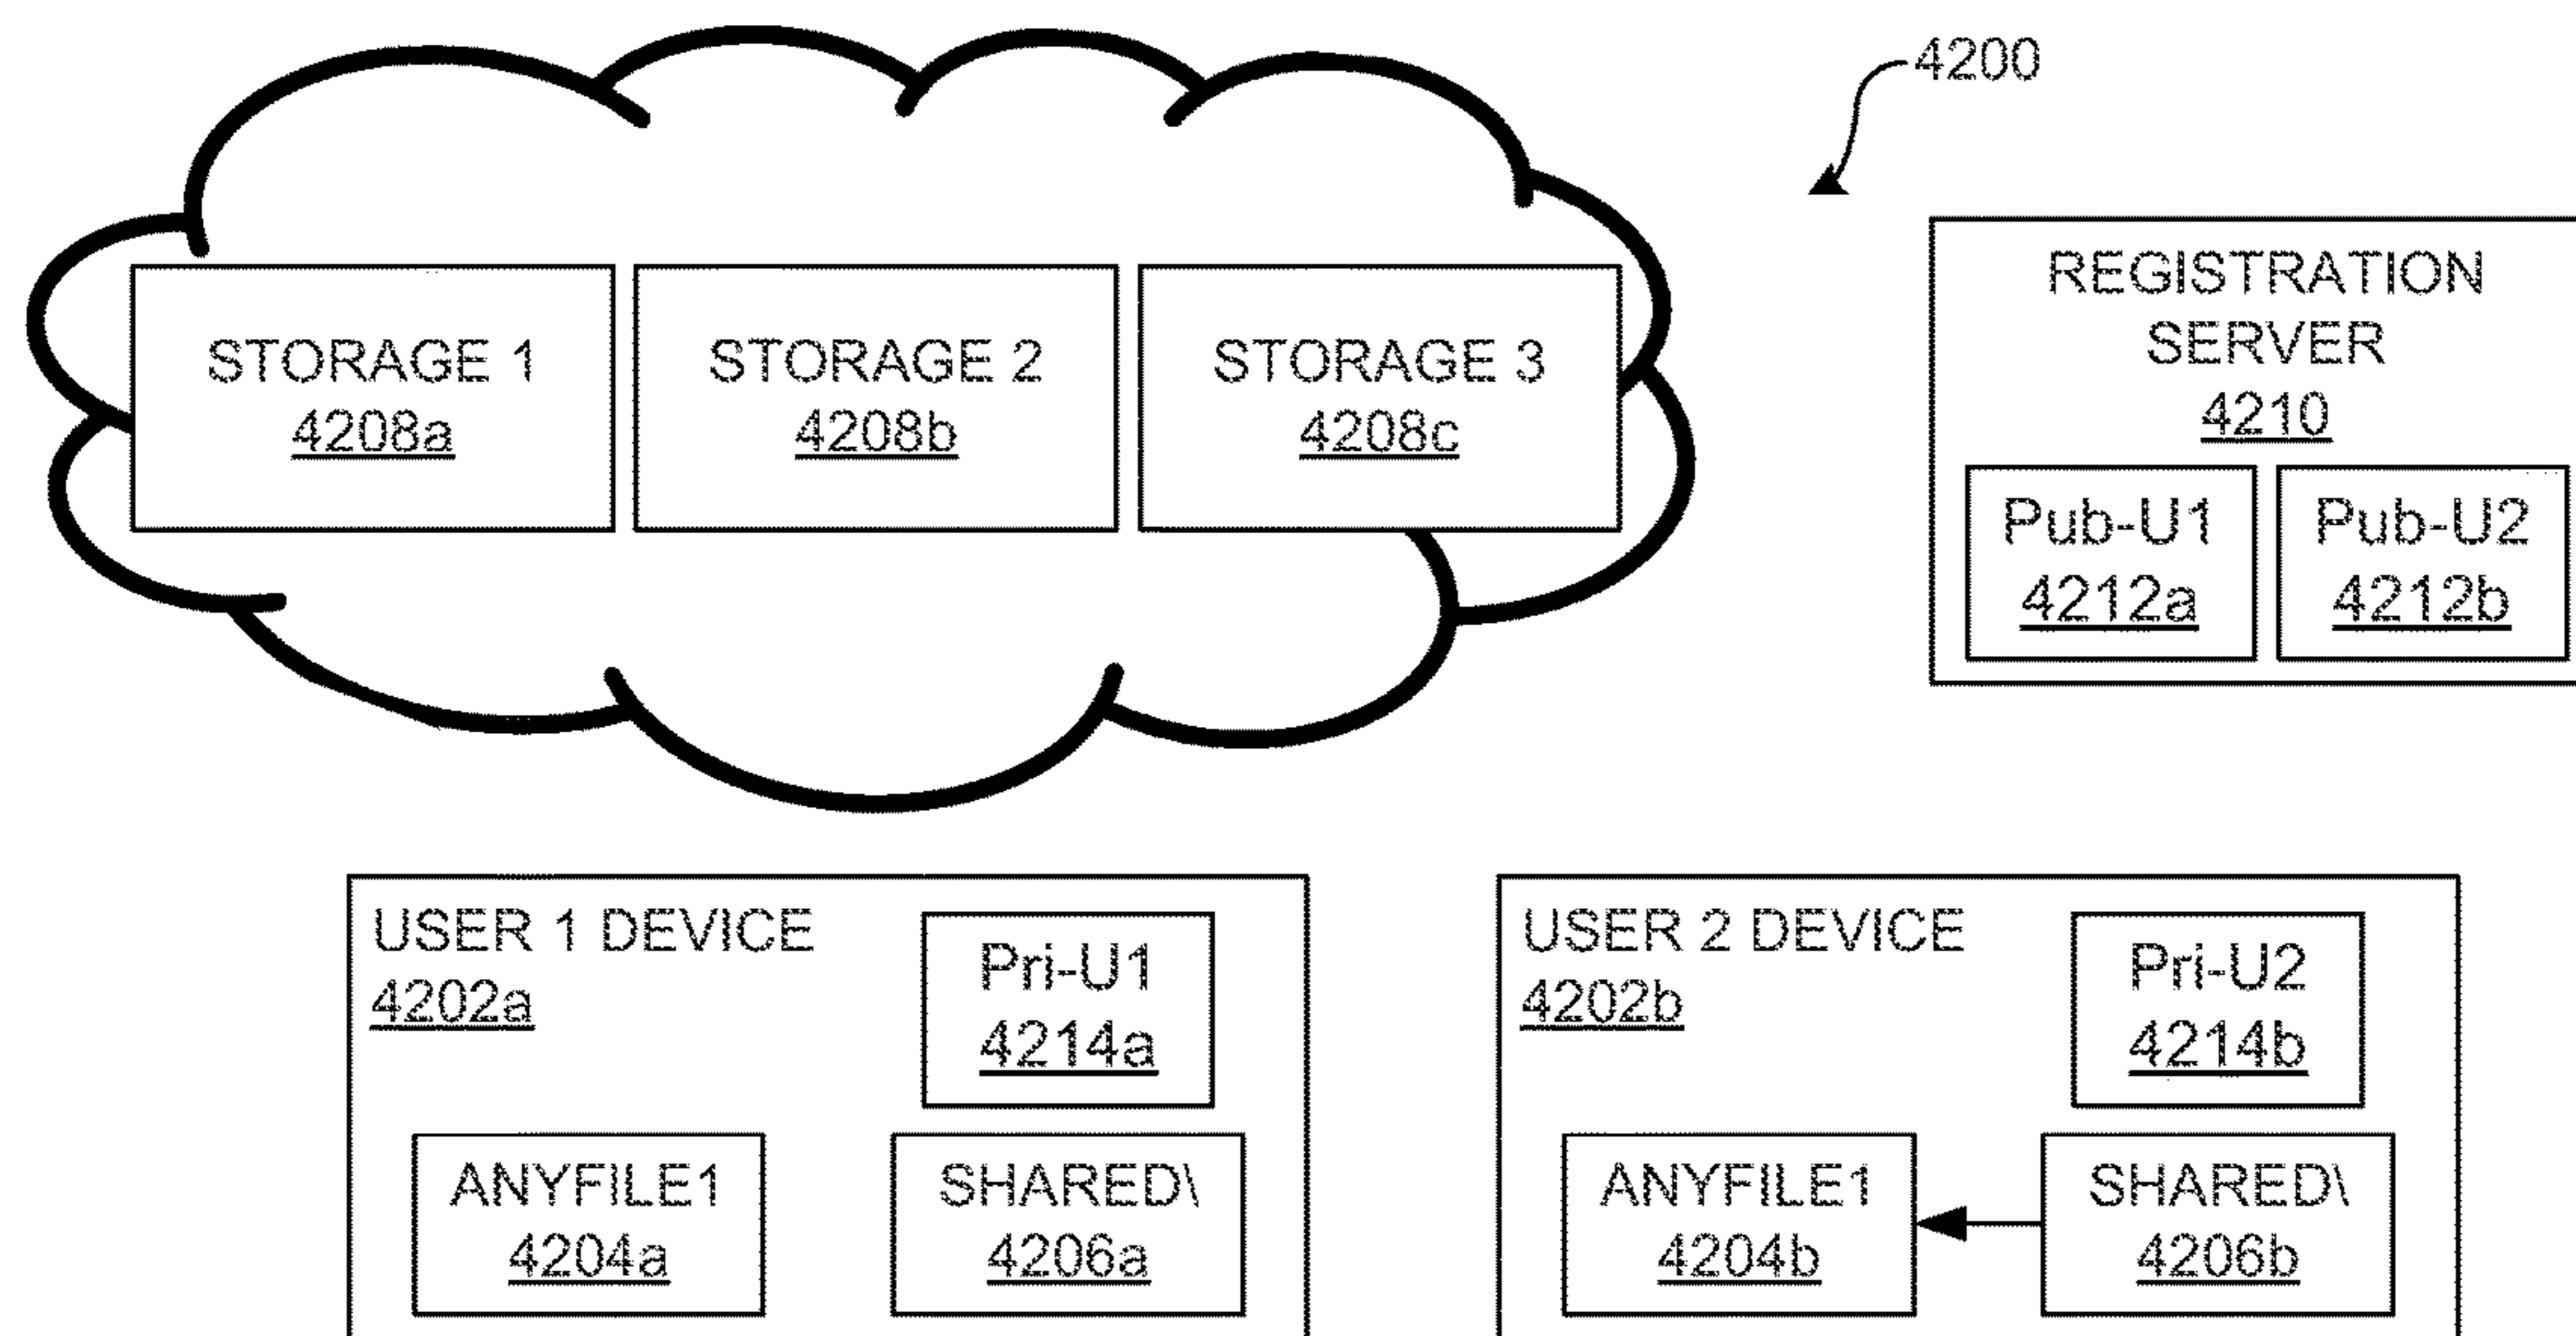 4200
STORAGE 1
4208a
STORAGE 2
4208b
STORAGE 3
4208c
REGISTRATION
SERVER
4210
Pub-U1
4212a
Pub-U2
4212b
USER 1 DEVICE
4202a
Pri-U1
4214a
ANYFILE1
4204a
SHARED\
4206a
USER 2 DEVICE
4202b
Pri-U2
4214b
ANYFILE1
4204b
SHARED\
4206b